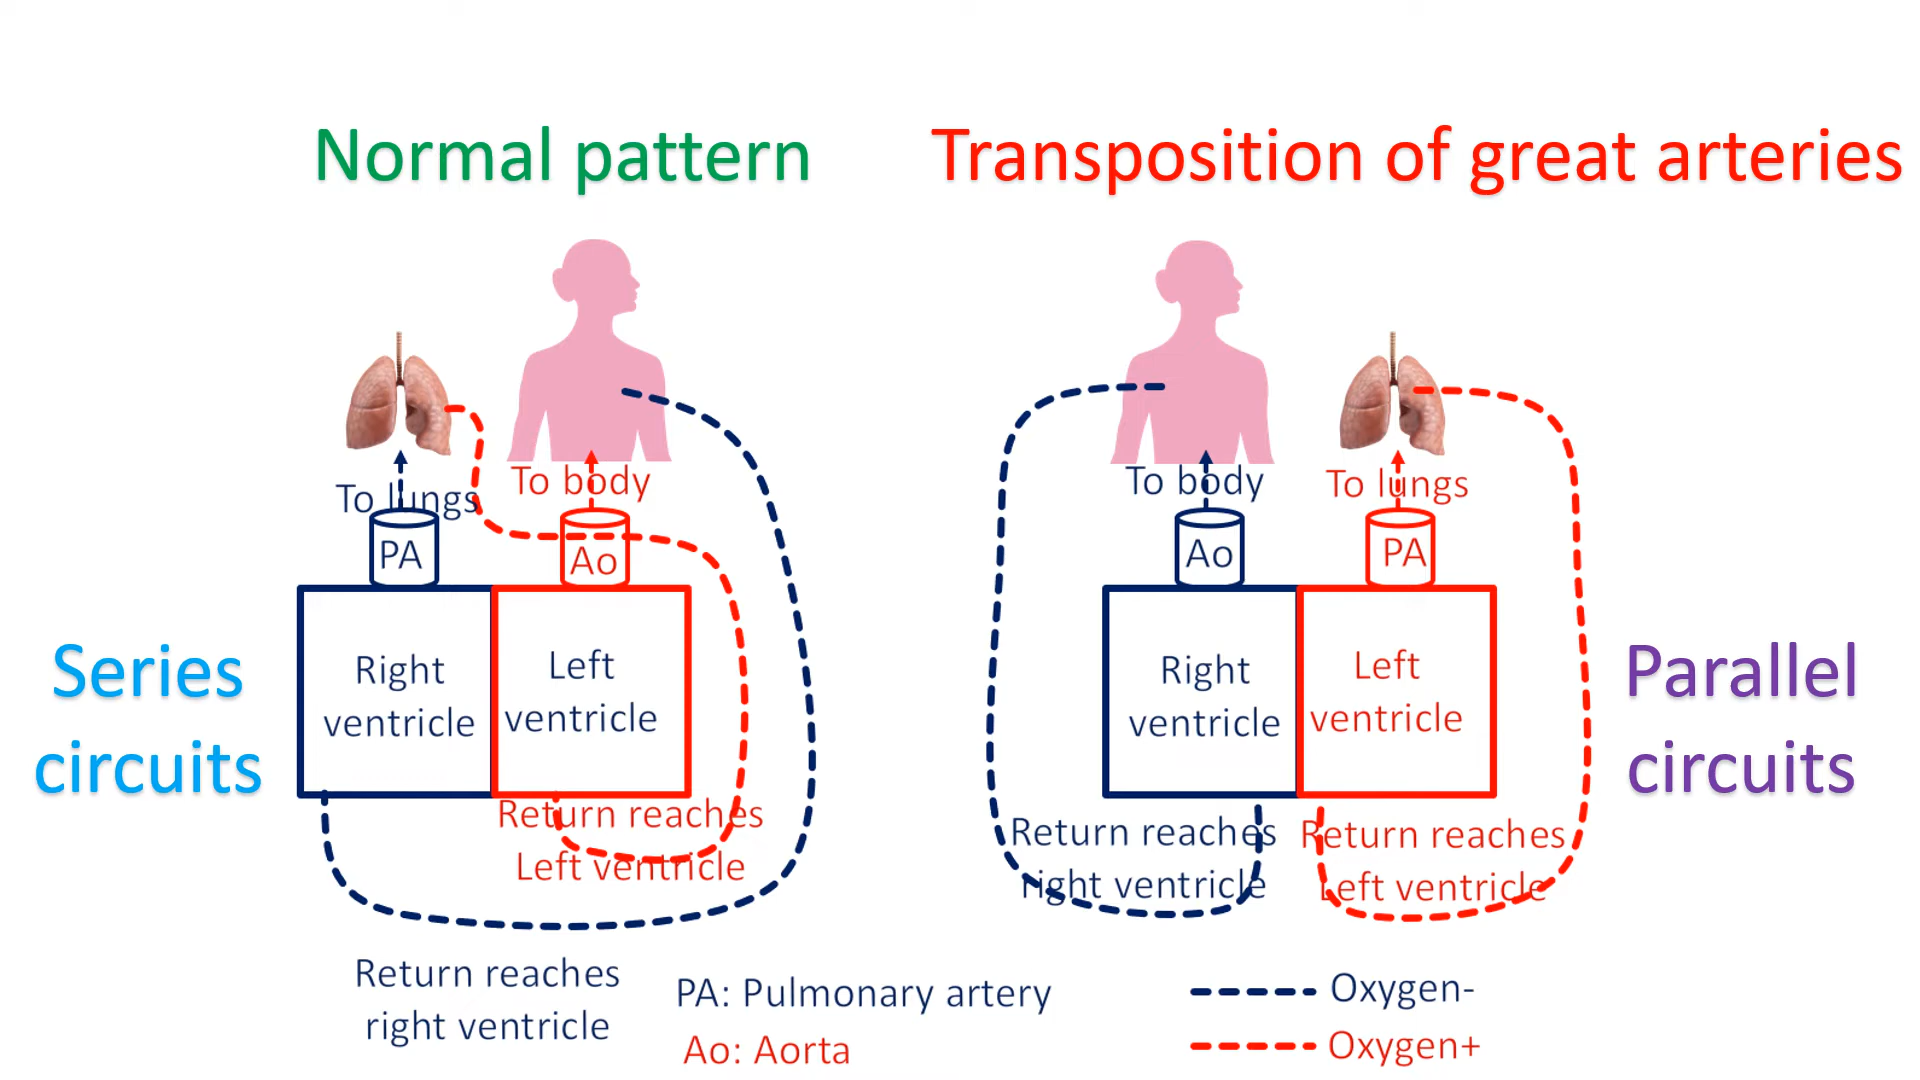 Normal pattern
Transposition of great arteries
To lungs
To body
To body
To lungs
PA
Ao
Ao
PA
Series
circuits
Right
ventricle
Left
ventricle
Right
ventricle
Left
ventricle
Parallel
circuits
Return reaches
Left ventricle
Return reaches
right ventricle
Return reaches
Left ventricle
Return reaches
right ventricle
PA: Pulmonary artery
Ao: Aorta
Oxygen-
Oxygen+